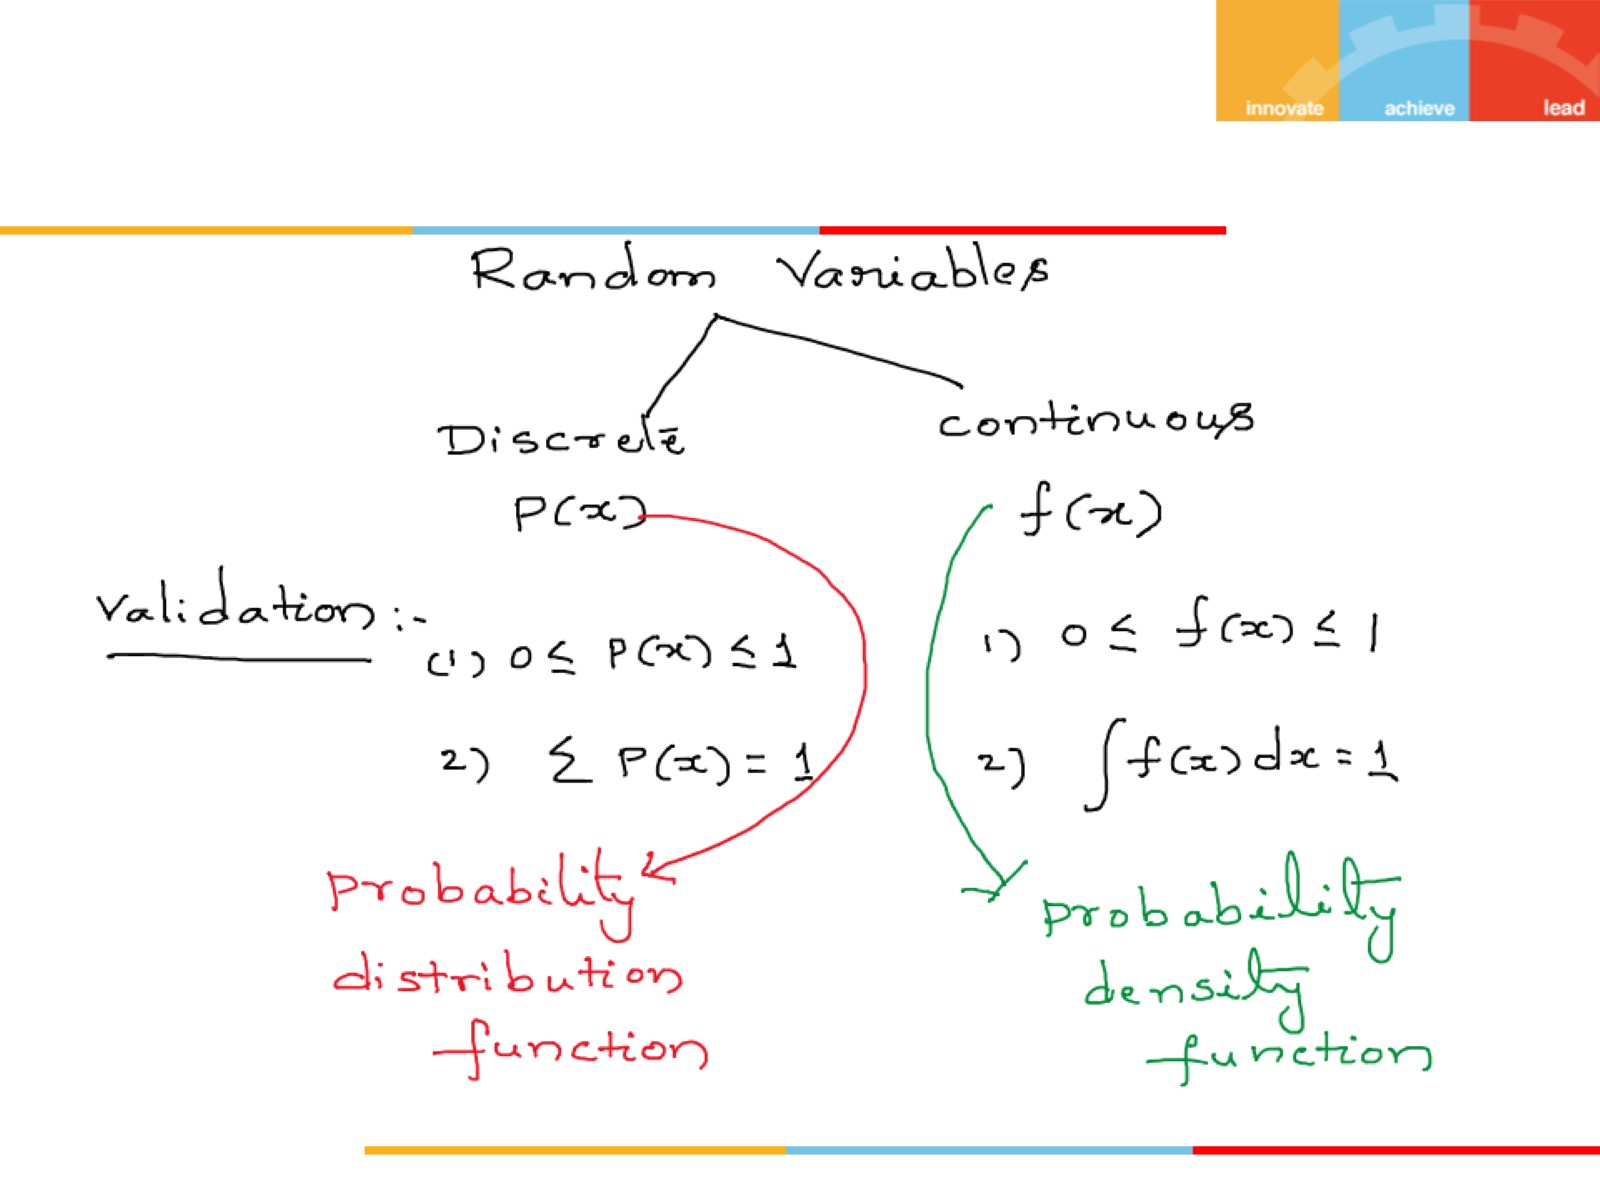 innovate achieve lead
Random Variables
Discrete continuous
P(x) f(x)
Validation :-
(1) 0 ≤ P(x) ≤ 1 1) 0 ≤ f(x) ≤ 1
2) Σ P(x) = 1 2) ∫ f(x) dx = 1
probability probability
distribution density
function function